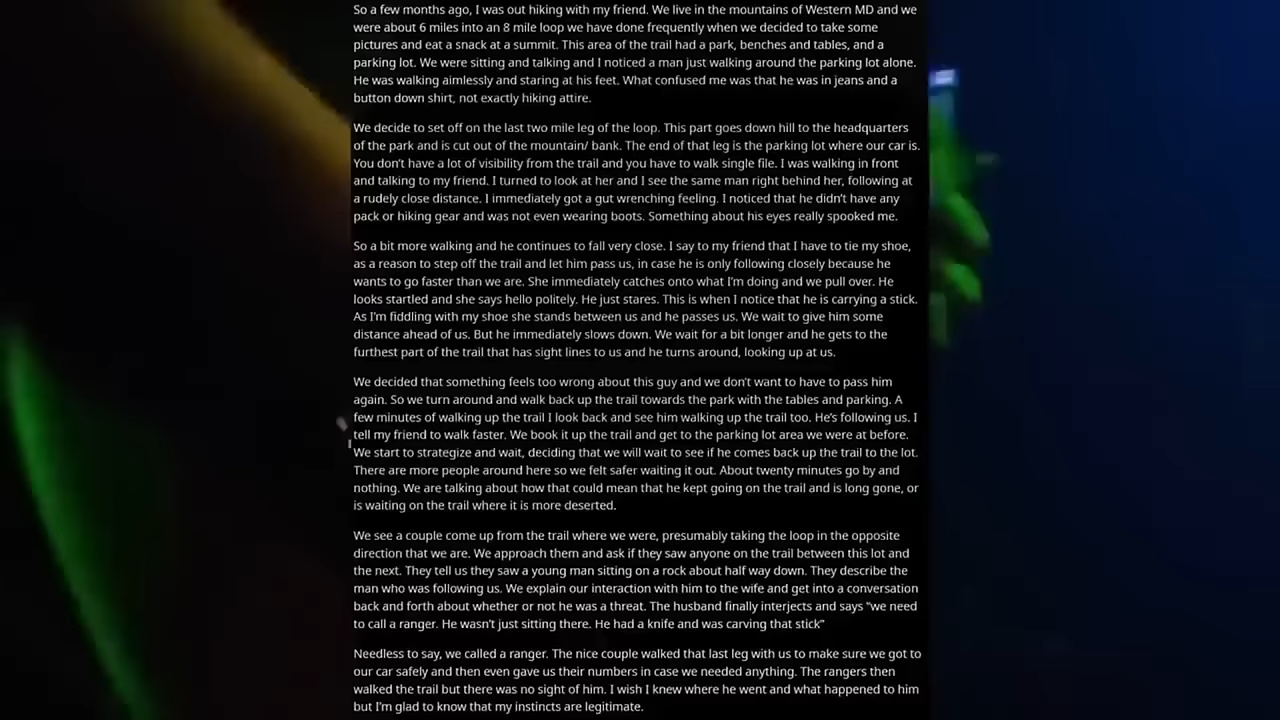 So a few months ago, I was out hiking with my friend. We live in the mountains of Western MD and we
were about 6 miles into an 8 mile loop we have done frequently when we decided to take some
pictures and eat a snack at a summit. This area of the trail had a park, benches and tables, and a
parking lot. We were sitting and talking and I noticed a man just walking around the parking lot alone.
He was walking aimlessly and staring at his feet. What confused me was that he was in jeans and a
button down shirt, not exactly hiking attire.
We decide to set off on the last two mile leg of the loop. This part goes down hill to the headquarters
of the park and is cut out of the mountain/ bank. The end of that leg is the parking lot where our car is.
You don’t have a lot of visibility from the trail and you have to walk single file. I was walking in front
and talking to my friend. I turned to look at her and I see the same man right behind her, following at
a rudely close distance. I immediately got a gut wrenching feeling. I noticed that he didn’t have any
pack or hiking gear and was not even wearing boots. Something about his eyes really spooked me.
So a bit more walking and he continues to fall very close. I say to my friend that I have to tie my shoe,
as a reason to step off the trail and let him pass us, in case he is only following closely because he
wants to go faster than we are. She immediately catches onto what I’m doing and we pull over. He
looks startled and she says hello politely. He just stares. This is when I notice that he is carrying a stick.
As I’m fiddling with my shoe she stands between us and he passes us. We wait to give him some
distance ahead of us. But he immediately slows down. We wait for a bit longer and he gets to the
furthest part of the trail that has sight lines to us and he turns around, looking up at us.
We decided that something feels too wrong about this guy and we don’t want to have to pass him
again. So we turn around and walk back up the trail towards the park with the tables and parking. A
few minutes of walking up the trail I look back and see him walking up the trail too. He’s following us. I
tell my friend to walk faster. We book it up the trail and get to the parking lot area we were at before.
We start to strategize and wait, deciding that we will wait to see if he comes back up the trail to the lot.
There are more people around here so we felt safer waiting it out. About twenty minutes go by and
nothing. We are talking about how that could mean that he kept going on the trail and is long gone, or
is waiting on the trail where it is more deserted.
We see a couple come up from the trail where we were, presumably taking the loop in the opposite
direction that we are. We approach them and ask if they saw anyone on the trail between this lot and
the next. They tell us they saw a young man sitting on a rock about half way down. They describe the
man who was following us. We explain our interaction with him to the wife and get into a conversation
back and forth about whether or not he was a threat. The husband finally interjects and says “we need
to call a ranger. He wasn’t just sitting there. He had a knife and was carving that stick”
Needless to say, we called a ranger. The nice couple walked that last leg with us to make sure we got to
our car safely and then even gave us their numbers in case we needed anything. The rangers then
walked the trail but there was no sight of him. I wish I knew where he went and what happened to him
but I’m glad to know that my instincts are legitimate.